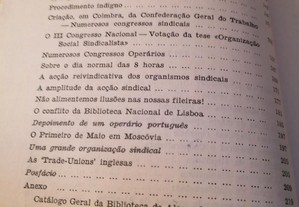 Procedimento indigno
Criação, em Coimbra, da Confederação Geral do Trabalho
— Numerosos congressos sindicais
O III Congresso Nacional — Votação da tese «Organização
Social Sindicalista»
Numerosos Congressos Operários
Sobre o dia normal das 8 horas
A acção reivindicativa dos organismos sindicais
A amplitude da acção sindical
Não alimentemos ilusões nas nossas fileiras!
O conflito da Biblioteca Nacional de Lisboa
Depoimento de um operário português
O Primeiro de Maio em Moscóvia
Uma grande organização sindical
As 'Trade-Unions' inglesas
Posfácio
Anexo
Catálogo Geral da Biblioteca